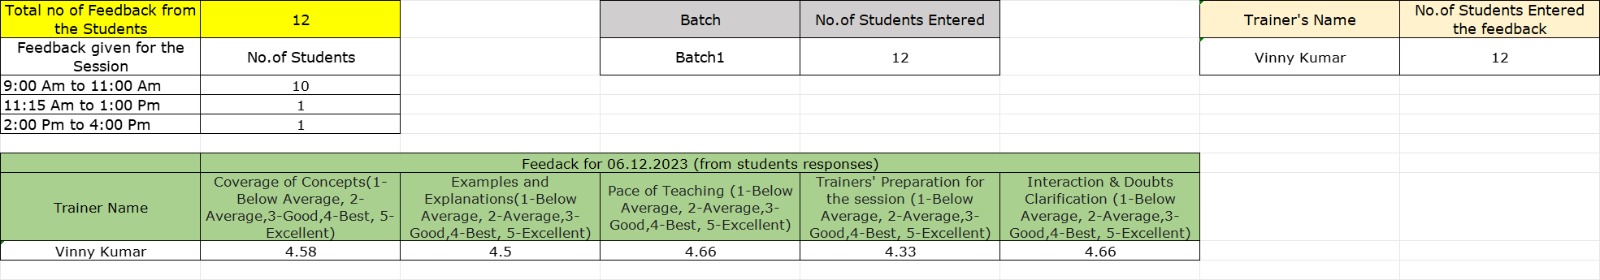 Total no of Feedback from
the Students
12
Batch
No.of Students Entered
Trainer's Name
No.of Students Entered
the feedback
Feedback given for the
Session
No.of Students
Batch1
12
Vinny Kumar
12
9:00 Am to 11:00 Am
10
11:15 Am to 1:00 Pm
1
2:00 Pm to 4:00 Pm
1
Feedack for 06.12.2023 (from students responses)
Trainer Name
Coverage of Concepts(1-
Below Average, 2-
Average,3-Good,4-Best, 5-
Excellent)
Examples and
Explanations(1-Below
Average, 2-Average,3-
Good,4-Best, 5-Excellent)
Pace of Teaching (1-Below
Average, 2-Average,3-
Good,4-Best, 5-Excellent)
Trainers' Preparation for
the session (1-Below
Average, 2-Average,3-
Good,4-Best, 5-Excellent)
Interaction & Doubts
Clarification (1-Below
Average, 2-Average,3-
Good,4-Best, 5-Excellent)
Vinny Kumar
4.58
4.5
4.66
4.33
4.66